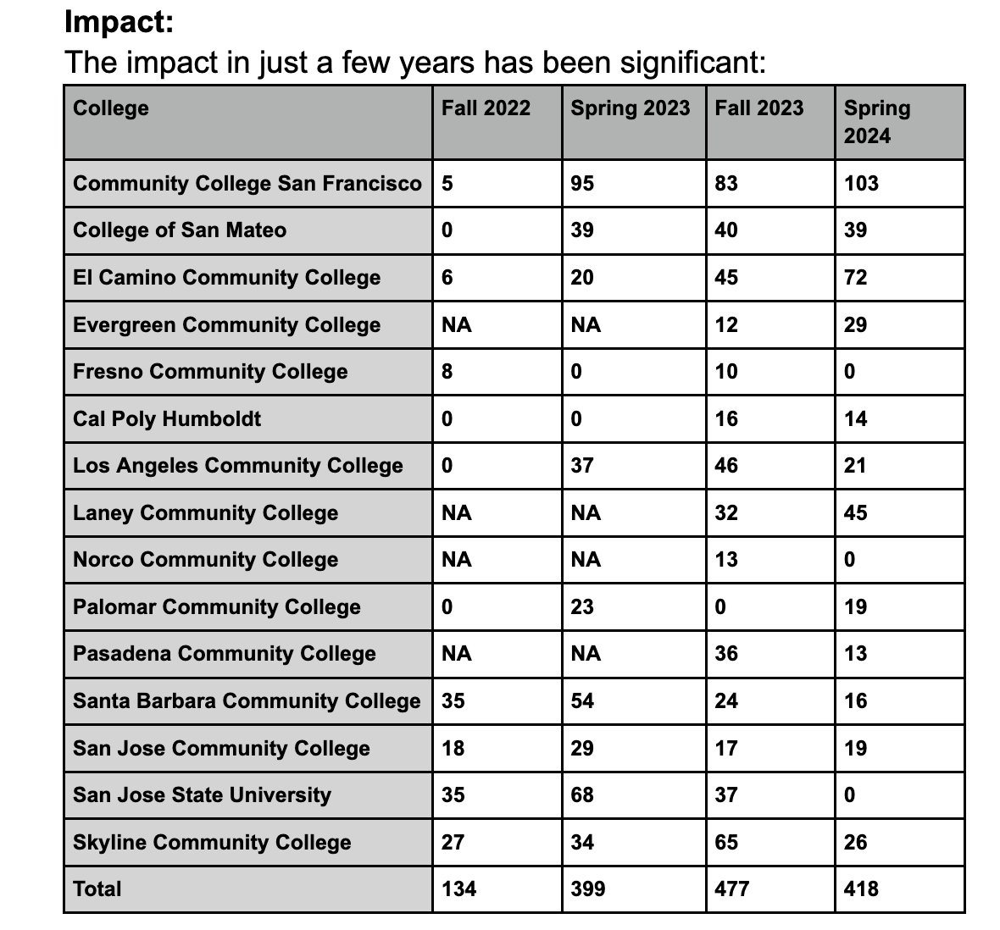 Impact:
The impact in just a few years has been significant:
College Fall 2022 Spring 2023 Fall 2023 Spring
2024
Community College San Francisco 5 95 83 103
College of San Mateo 0 39 40 39
El Camino Community College 6 20 45 72
Evergreen Community College NA NA 12 29
Fresno Community College 8 0 10 0
Cal Poly Humboldt 0 0 16 14
Los Angeles Community College 0 37 46 21
Laney Community College NA NA 32 45
Norco Community College NA NA 13 0
Palomar Community College 0 23 0 19
Pasadena Community College NA NA 36 13
Santa Barbara Community College 35 54 24 16
San Jose Community College 18 29 17 19
San Jose State University 35 68 37 0
Skyline Community College 27 34 65 26
Total 134 399 477 418